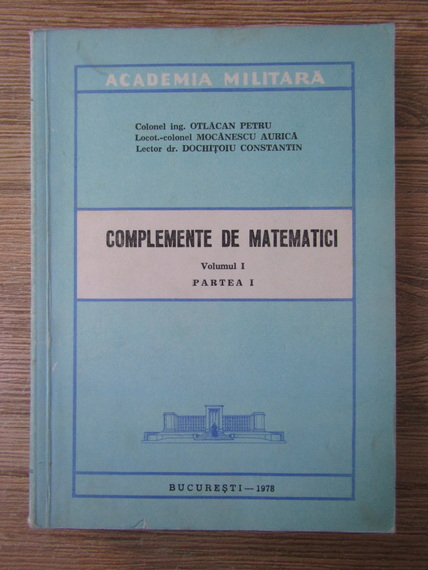 ACADEMIA MILITARĂ
Colonel ing. OTLĂCAN PETRU
Locot.-colonel MOCĂNESCU AURICĂ
Lector dr. DOCHIȚOIU CONSTANTIN
COMPLEMENTE DE MATEMATICI
Volumul I
PARTEA I
BUCUREȘTI — 1978